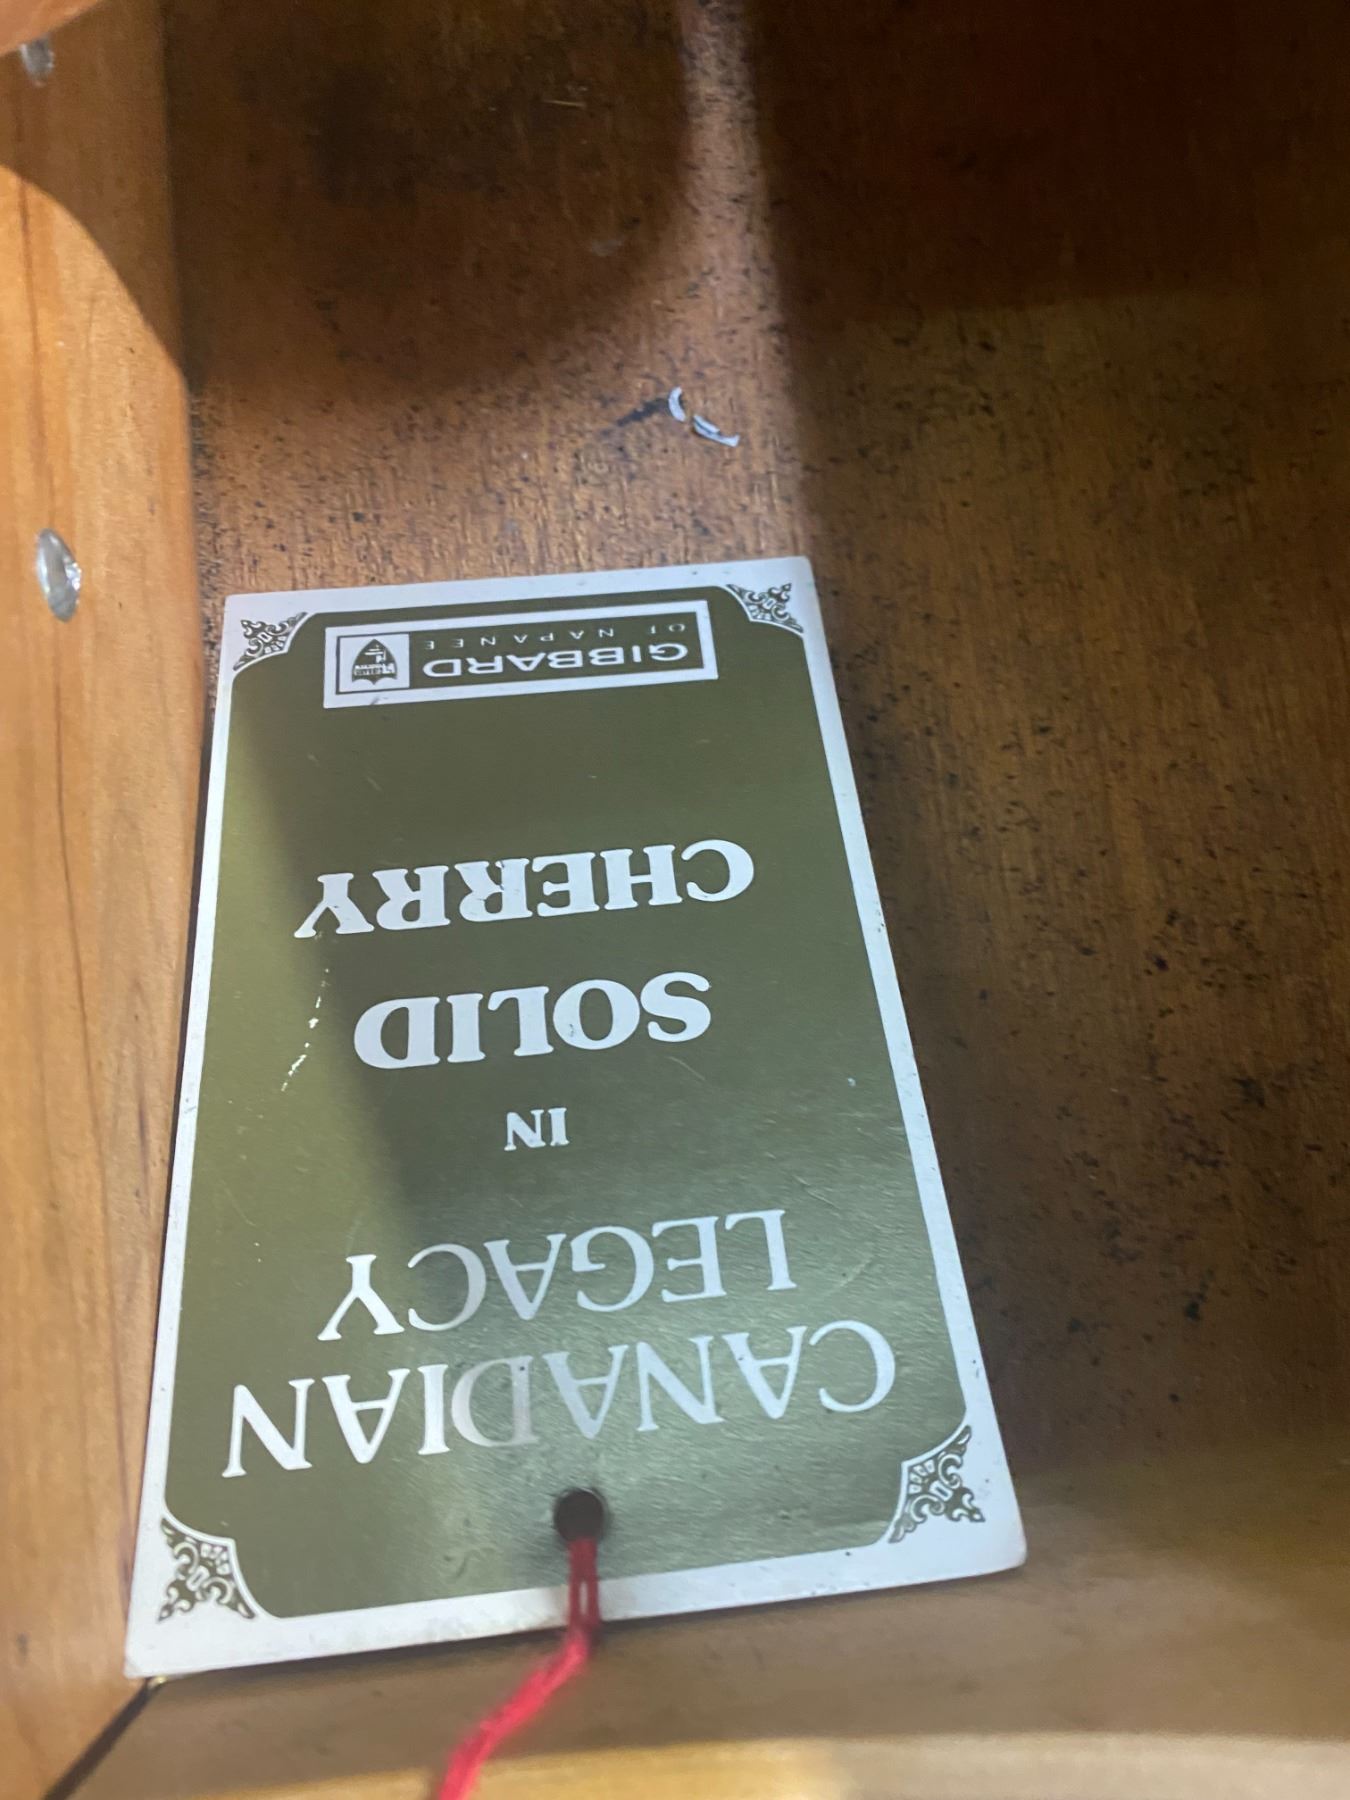 CANADIAN
LEGACY
IN
SOLID
CHERRY
GIBBARD
OF NAPANEE